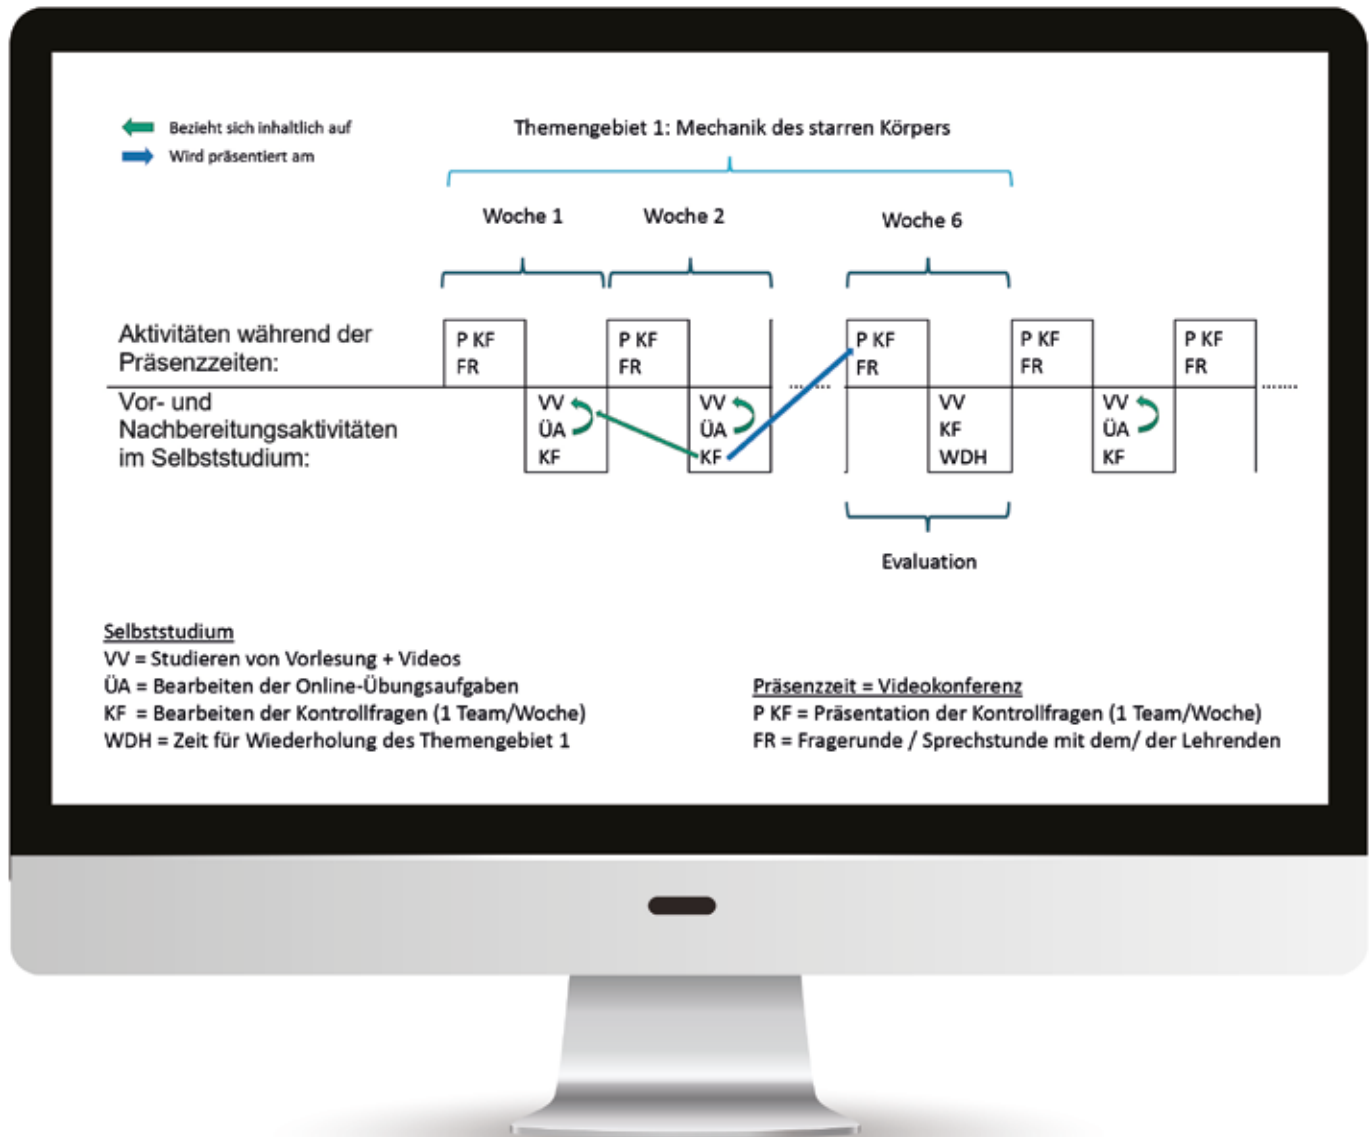 Bezieht sich inhaltlich auf
Wird präsentiert am
Themengebiet 1: Mechanik des starren Körpers
Woche 1
Woche 2
Woche 6
Aktivitäten während der
Präsenzzeiten:
P KF
FR
P KF
FR
P KF
FR
P KF
FR
P KF
FR
Vor- und
Nachbereitungsaktivitäten
im Selbststudium:
VV
ÜA
KF
VV
ÜA
KF
VV
KF
WDH
VV
ÜA
KF
Evaluation
Selbststudium
VV = Studieren von Vorlesung + Videos
ÜA = Bearbeiten der Online-Übungsaufgaben
KF = Bearbeiten der Kontrollfragen (1 Team/Woche)
WDH = Zeit für Wiederholung des Themengebiet 1
Präsenzzeit = Videokonferenz
P KF = Präsentation der Kontrollfragen (1 Team/Woche)
FR = Fragerunde / Sprechstunde mit dem/ der Lehrenden